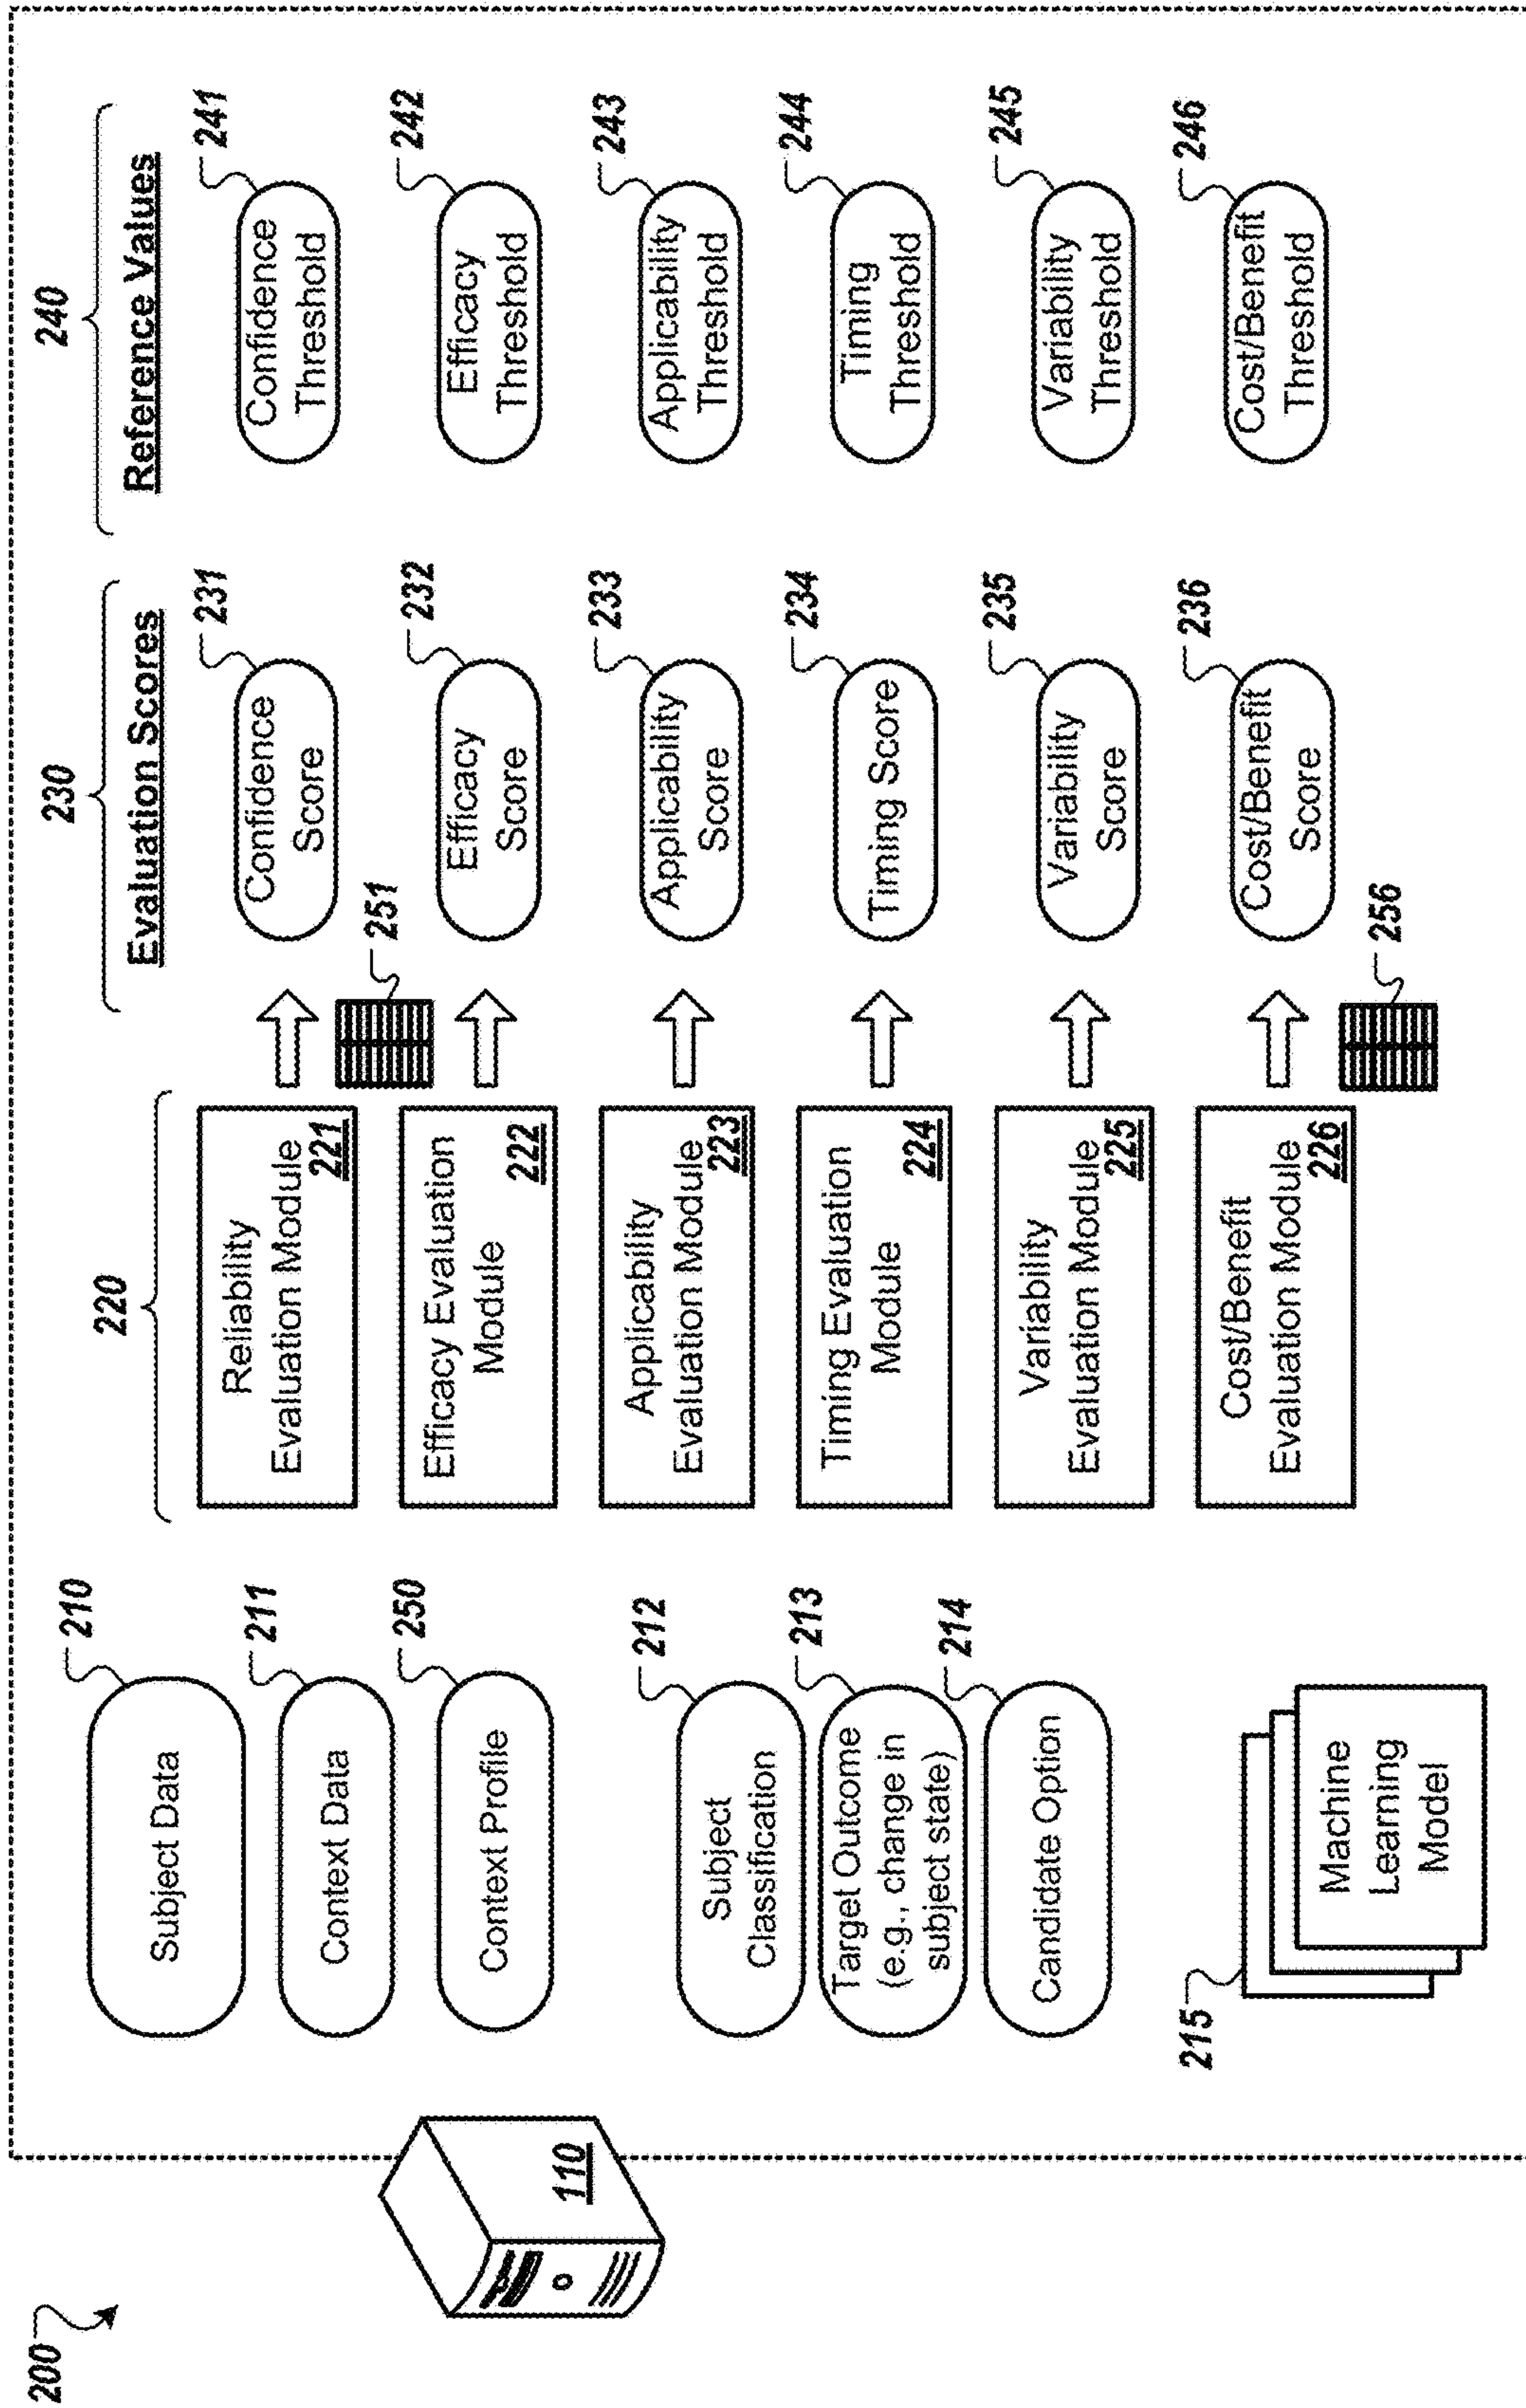 200
110
210
Subject Data
211
Context Data
250
Context Profile
212
Subject
Classification
213
Target Outcome
(e.g., change in
subject state)
214
Candidate Option
215
Machine
Learning
Model
220
Reliability
Evaluation Module
221
Efficacy Evaluation
Module
222
Applicability
Evaluation Module
223
Timing Evaluation
Module
224
Variability
Evaluation Module
225
Cost/Benefit
Evaluation Module
226
251
256
230
Evaluation Scores
231
Confidence
Score
232
Efficacy
Score
233
Applicability
Score
234
Timing Score
235
Variability
Score
236
Cost/Benefit
Score
240
Reference Values
241
Confidence
Threshold
242
Efficacy
Threshold
243
Applicability
Threshold
244
Timing
Threshold
245
Variability
Threshold
246
Cost/Benefit
Threshold